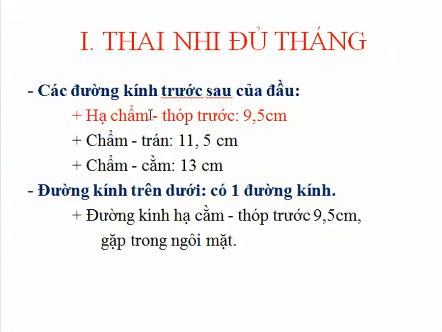 I. THAI NHI ĐỦ THÁNG
- Các đường kính trước sau của đầu:
+ Hạ chẩm - thóp trước: 9,5cm
+ Chẩm - trán: 11, 5 cm
+ Chẩm - cằm: 13 cm
- Đường kính trên dưới: có 1 đường kính.
+ Đường kinh hạ cằm - thóp trước 9,5cm,
gặp trong ngôi mặt.